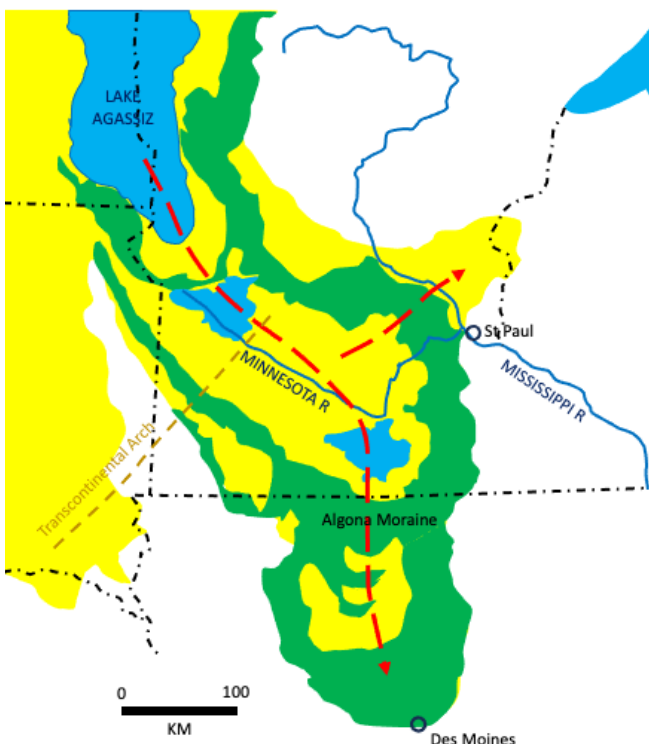 LAKE
AGASSIZ
St Paul
MINNESOTA R
MISSISSIPPI R
Transcontinental Arch
Algona Moraine
0 100
KM
Des Moines